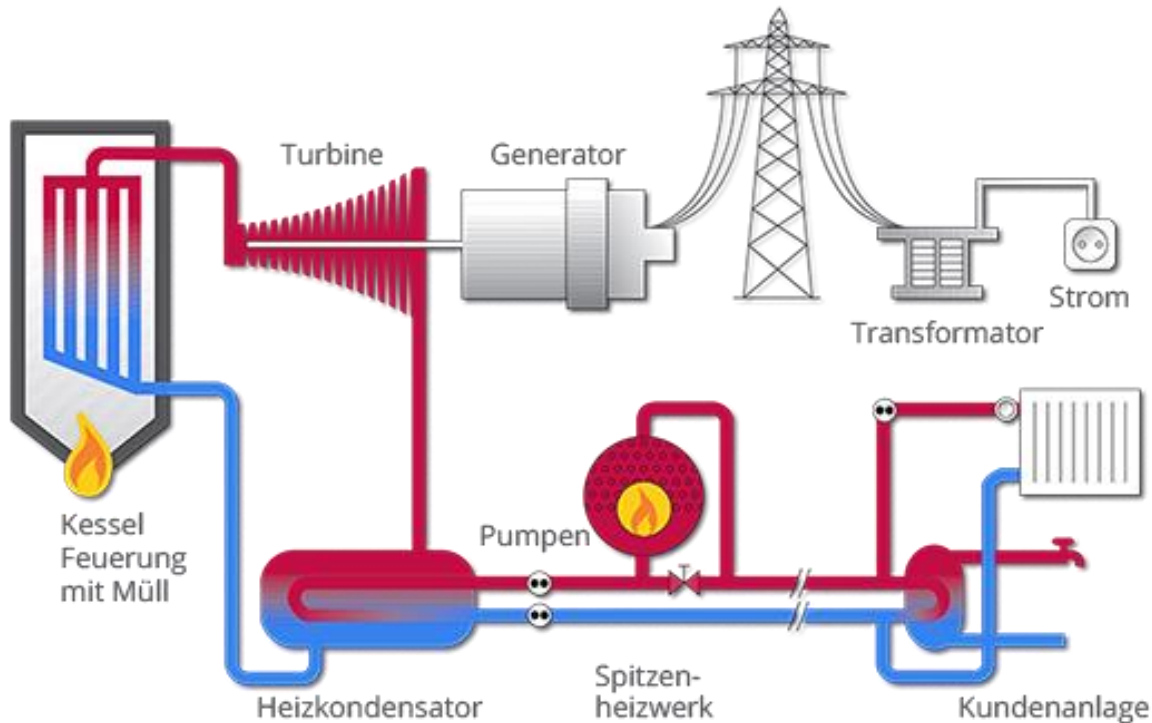 Turbine
Generator
Strom
Transformator
Kessel
Feuerung
mit Müll
Pumpen
Heizkondensator
Spitzen-
heizwerk
Kundenanlage